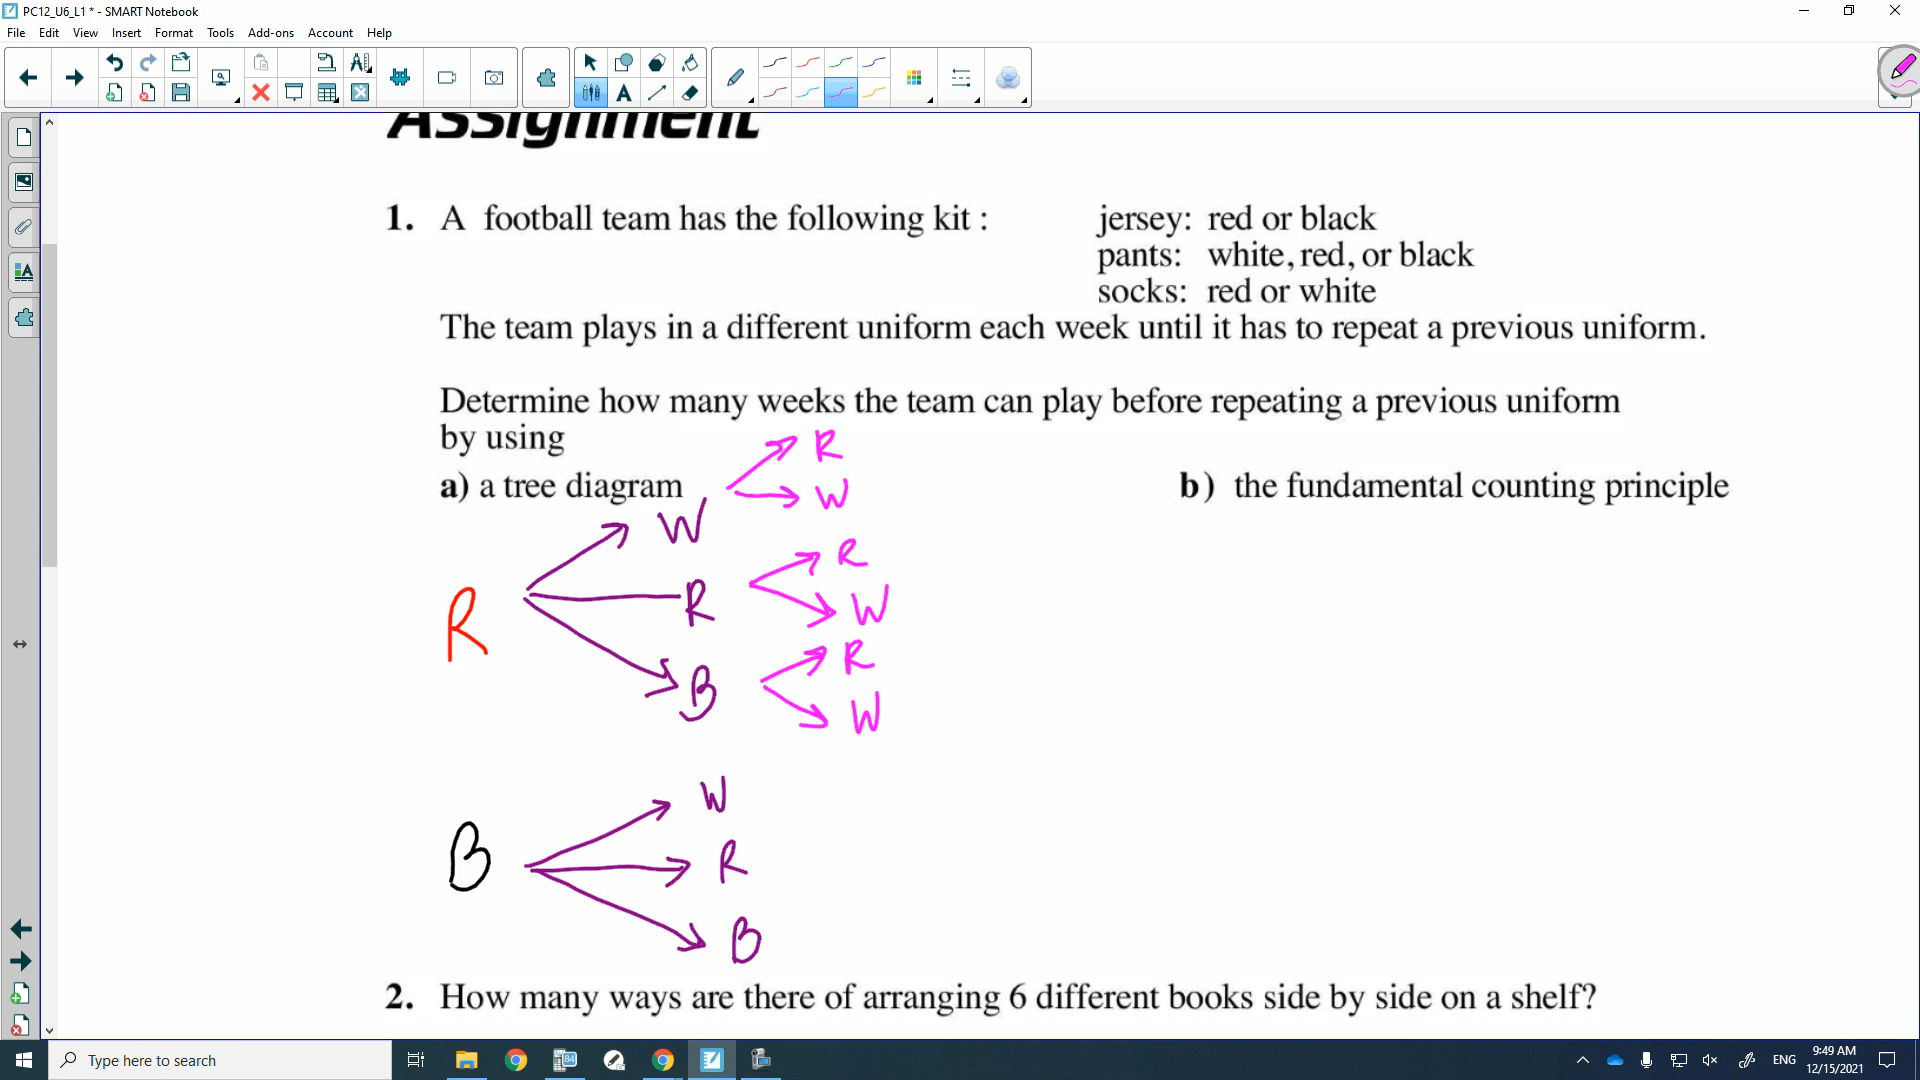 PC12_U6_L1 * - SMART Notebook
File Edit View Insert Format Tools Add-ons Account Help
Assignment
1. A football team has the following kit : jersey: red or black
pants: white, red, or black
socks: red or white
The team plays in a different uniform each week until it has to repeat a previous uniform.
Determine how many weeks the team can play before repeating a previous uniform
by using
a) a tree diagram b) the fundamental counting principle
R
W
W
R
R
W
R
R
B
W
W
B
R
B
2. How many ways are there of arranging 6 different books side by side on a shelf?
Type here to search
84
ENG
9:49 AM
12/15/2021